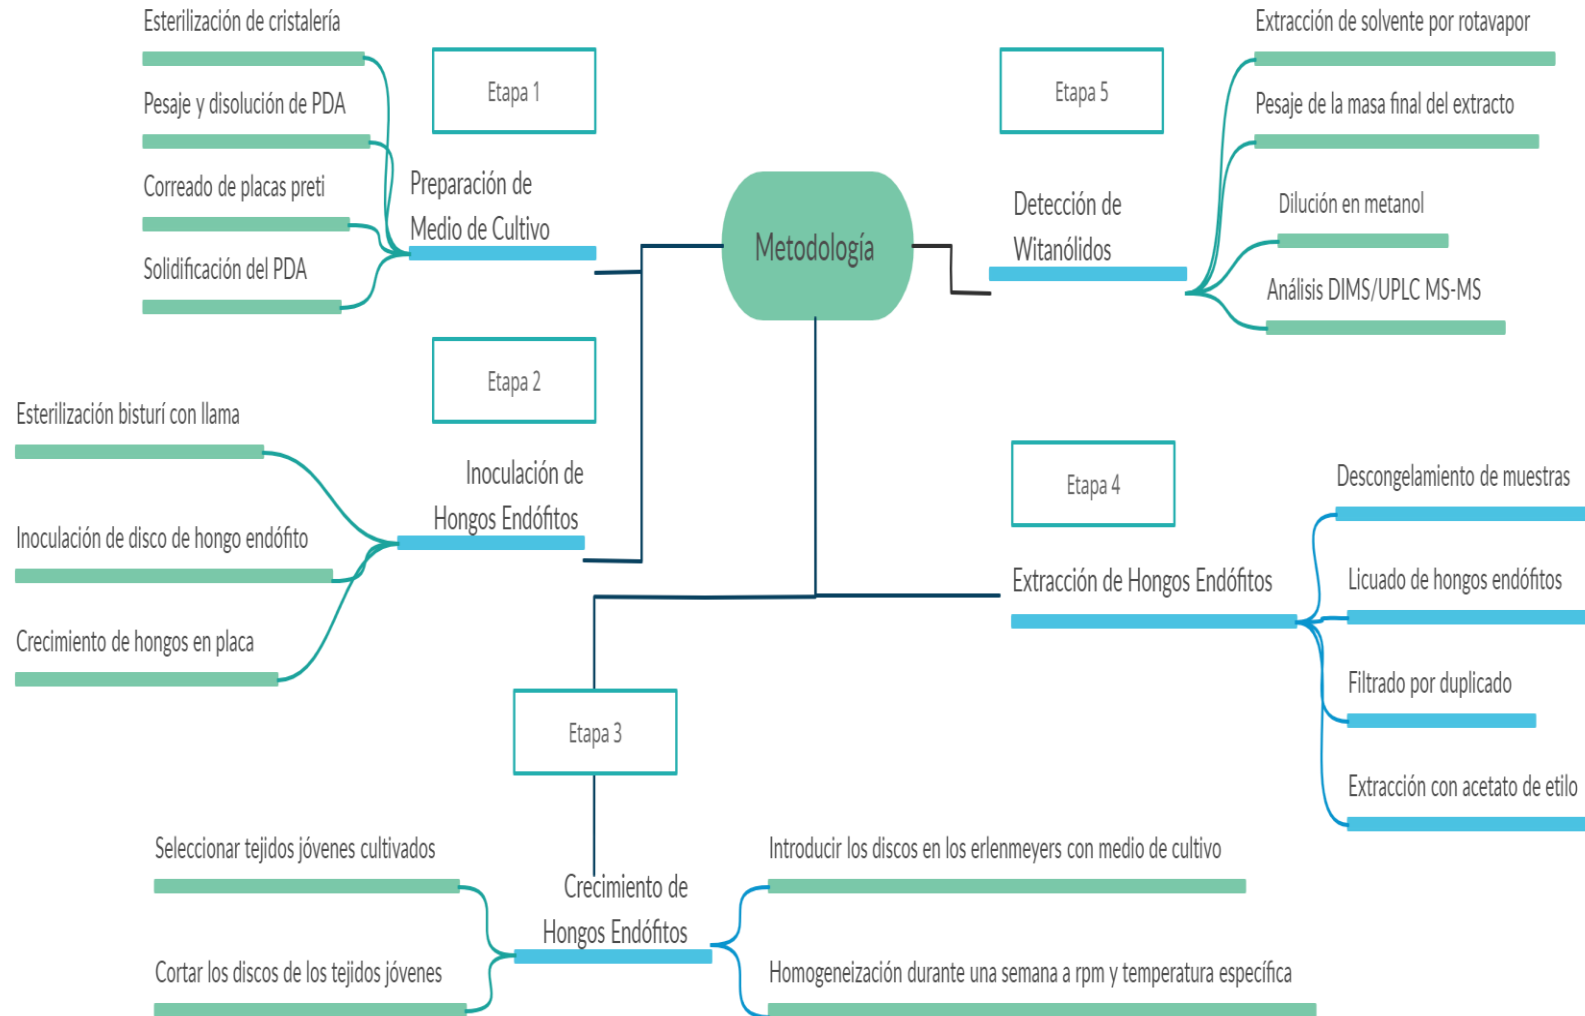 Metodología
Etapa 1
Preparación de
Medio de Cultivo
Esterilización de cristalería
Pesaje y disolución de PDA
Correado de placas preti
Solidificación del PDA
Etapa 2
Inoculación de
Hongos Endófitos
Esterilización bisturí con llama
Inoculación de disco de hongo endófito
Crecimiento de hongos en placa
Etapa 3
Crecimiento de
Hongos Endófitos
Seleccionar tejidos jóvenes cultivados
Cortar los discos de los tejidos jóvenes
Introducir los discos en los erlenmeyers con medio de cultivo
Homogeneización durante una semana a rpm y temperatura específica
Etapa 4
Extracción de Hongos Endófitos
Descongelamiento de muestras
Licuado de hongos endófitos
Filtrado por duplicado
Extracción con acetato de etilo
Etapa 5
Detección de
Witanólidos
Extracción de solvente por rotavapor
Pesaje de la masa final del extracto
Dilución en metanol
Análisis DIMS/UPLC MS-MS